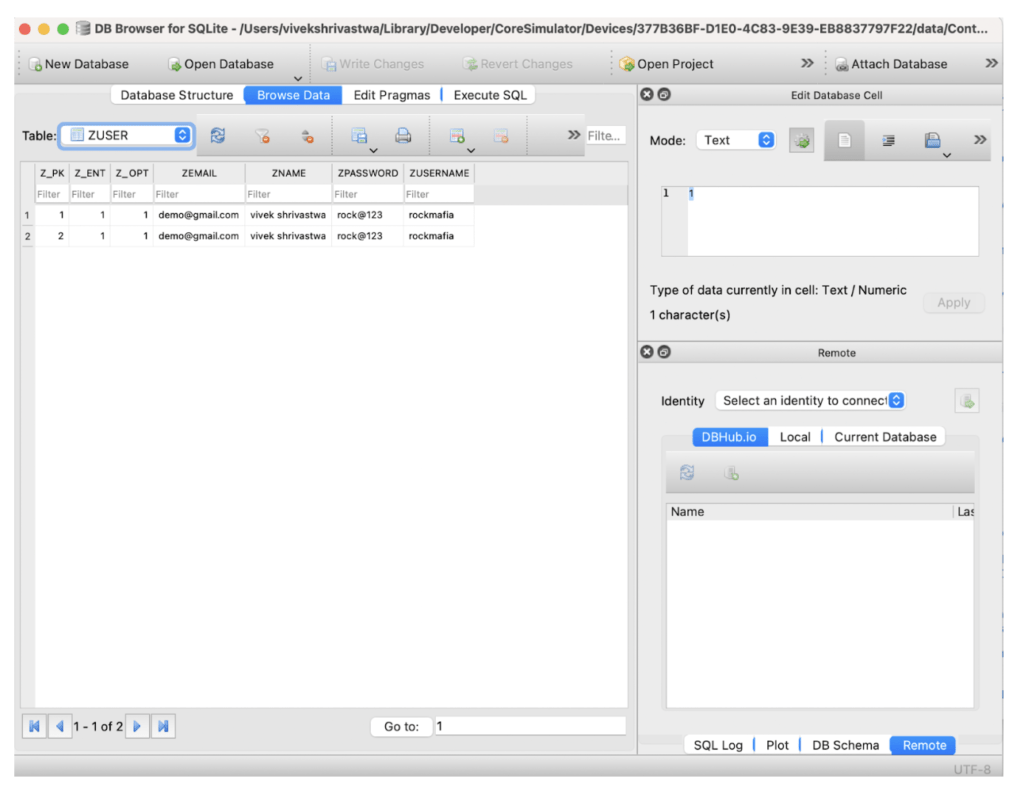 DB Browser for SQLite - /Users/vivekshrivastwa/Library/Developer/CoreSimulator/Devices/377B36BF-D1E0-4C83-9E39-EB8837797F22/data/Cont...
New Database Open Database Write Changes Revert Changes Open Project » Attach Database »
Database Structure Browse Data Edit Pragmas Execute SQL
Table: ZUSER » Filte...
Z_PK Z_ENT Z_OPT ZEMAIL ZNAME ZPASSWORD ZUSERNAME
Filter Filter Filter Filter Filter Filter Filter
1 1 1 1 demo@gmail.com vivek shrivastwa rock@123 rockmafia
2 2 1 1 demo@gmail.com vivek shrivastwa rock@123 rockmafia
1 - 1 of 2 Go to: 1
Edit Database Cell
Mode: Text »
1 1
Type of data currently in cell: Text / Numeric
1 character(s)
Apply
Remote
Identity Select an identity to connect
DBHub.io Local Current Database
Name Las
SQL Log Plot DB Schema Remote
UTF-8